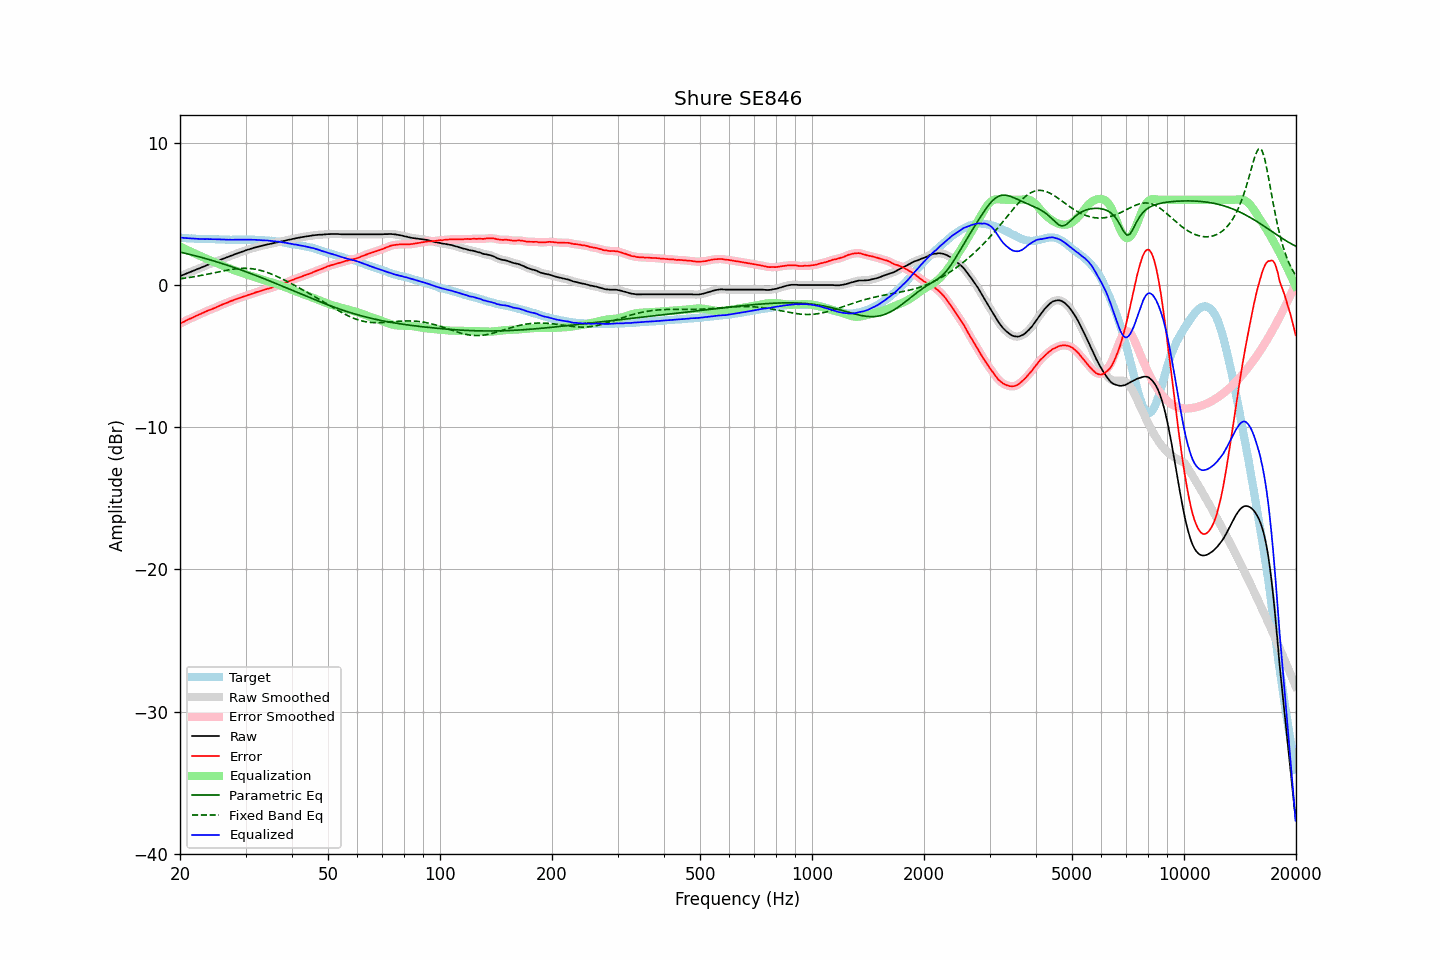 Shure SE846
10
0
−10
−20
−30
−40
Amplitude (dBr)
Target
Raw Smoothed
Error Smoothed
Raw
Error
Equalization
Parametric Eq
Fixed Band Eq
Equalized
20 50 100 200 500 1000 2000 5000 10000 20000
Frequency (Hz)